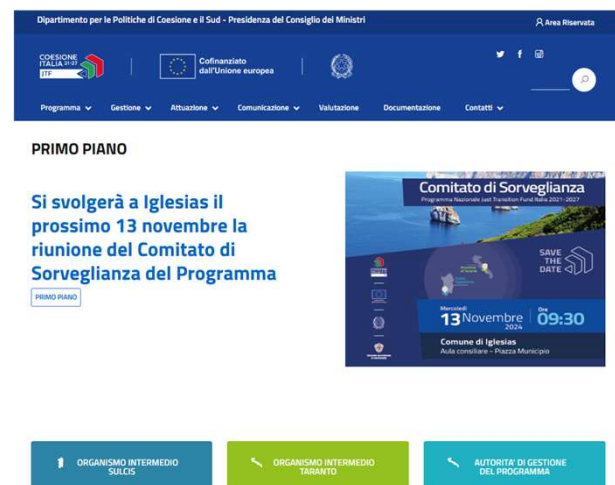 Dipartimento per le Politiche di Coesione e il Sud - Presidenza del Consiglio dei Ministri
Area Riservata
COESIONE
ITALIA 21-27
JTF
Cofinanziato
dall'Unione europea
Programma
Gestione
Attuazione
Comunicazione
Valutazione
Documentazione
Contatti
PRIMO PIANO
Si svolgerà a Iglesias il
prossimo 13 novembre la
riunione del Comitato di
Sorveglianza del Programma
PRIMO PIANO
Comitato di Sorveglianza
Programma Nazionale Just Transition Fund Italia 2021-2027
SAVE
THE
DATE
Mercoledì
13 Novembre
2024
Ore
09:30
Comune di Iglesias
Aula consiliare - Piazza Municipio
ORGANISMO INTERMEDIO
SULCIS
ORGANISMO INTERMEDIO
TARANTO
AUTORITA' DI GESTIONE
DEL PROGRAMMA